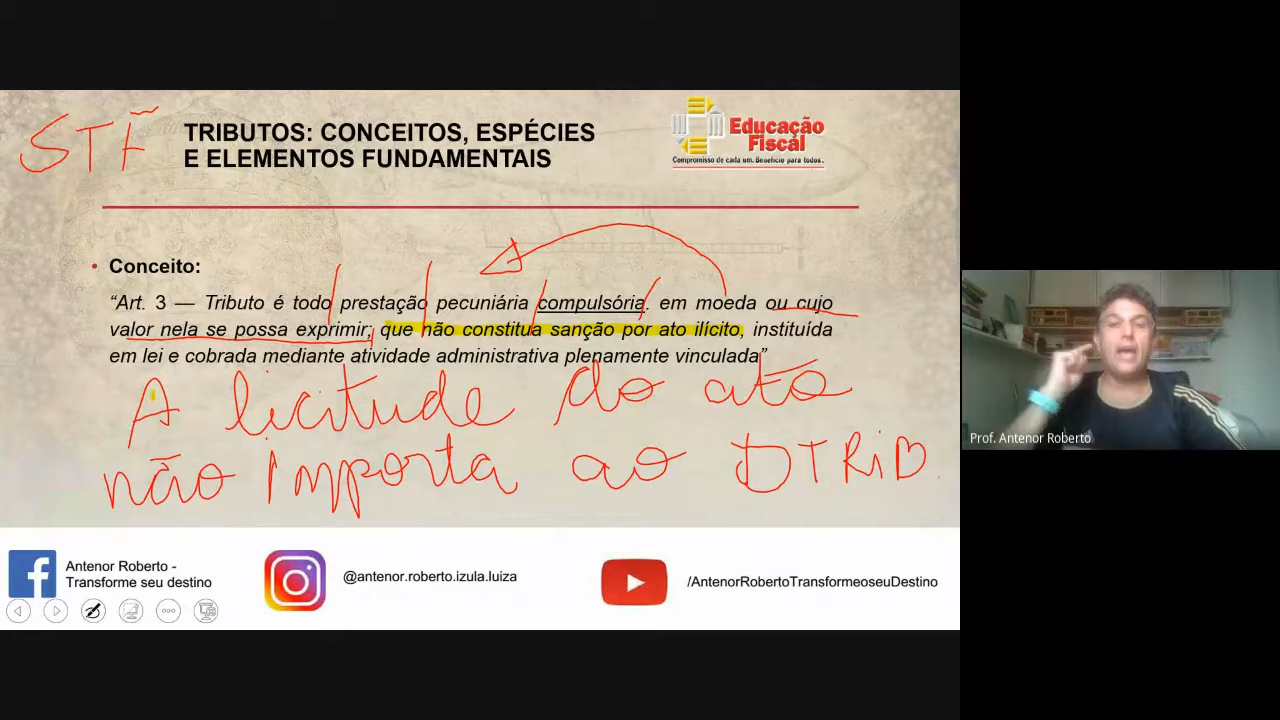 STF
TRIBUTOS: CONCEITOS, ESPÉCIES
E ELEMENTOS FUNDAMENTAIS
Educação
Fiscal
Compromisso de cada um. Benefício para todos.
• Conceito:
“Art. 3 — Tributo é todo prestação pecuniária compulsória. em moeda ou cujo
valor nela se possa exprimir; que não constitua sanção por ato ilícito, instituída
em lei e cobrada mediante atividade administrativa plenamente vinculada”
A licitude do ato
não importa ao DTRiB.
Prof. Antenor Roberto
Antenor Roberto -
Transforme seu destino
@antenor.roberto.izula.luiza
/AntenorRobertoTransformeoseuDestino